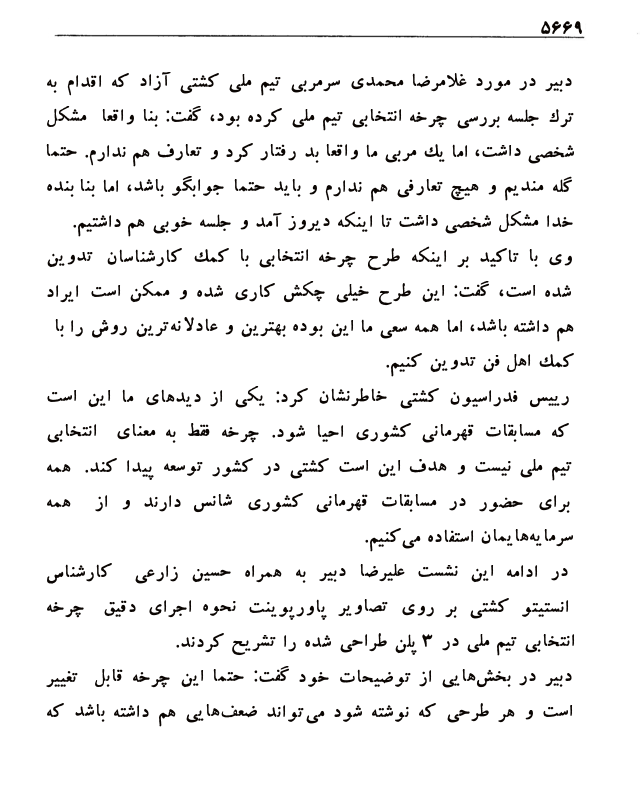 ۵۶۶۹
دبیر در مورد غلامرضا محمدی سرمربی تیم ملی کشتی آزاد که اقدام به
ترك جلسه بررسی چرخه انتخابی تیم ملی کرده بود، گفت: بنا واقعا مشکل
شخصی داشت، اما یك مربی ما واقعا بد رفتار کرد و تعارف هم ندارم. حتما
گله مندیم و هیچ تعارفی هم ندارم و باید حتما جوابگو باشد، اما بنا بنده
خدا مشکل شخصی داشت تا اینکه دیروز آمد و جلسه خوبی هم داشتیم.
وی با تاکید بر اینکه طرح چرخه انتخابی با کمك کارشناسان تدوین
شده است، گفت: این طرح خیلی چکش کاری شده و ممکن است ایراد
هم داشته باشد، اما همه سعی ما این بوده بهترین و عادلانه‌ترین روش را با
کمك اهل فن تدوین کنیم.
رییس فدراسیون کشتی خاطرنشان کرد: یکی از دیدهای ما این است
که مسابقات قهرمانی کشوری احیا شود. چرخه فقط به معنای انتخابی
تیم ملی نیست و هدف این است کشتی در کشور توسعه پیدا کند. همه
برای حضور در مسابقات قهرمانی کشوری شانس دارند و از همه
سرمایه‌هایمان استفاده می‌کنیم.
در ادامه این نشست علیرضا دبیر به همراه حسین زارعی کارشناس
انستیتو کشتی بر روی تصاویر پاورپوینت نحوه اجرای دقیق چرخه
انتخابی تیم ملی در ۳ پلن طراحی شده را تشریح کردند.
دبیر در بخش‌هایی از توضیحات خود گفت: حتما این چرخه قابل تغییر
است و هر طرحی که نوشته شود می‌تواند ضعف‌هایی هم داشته باشد که